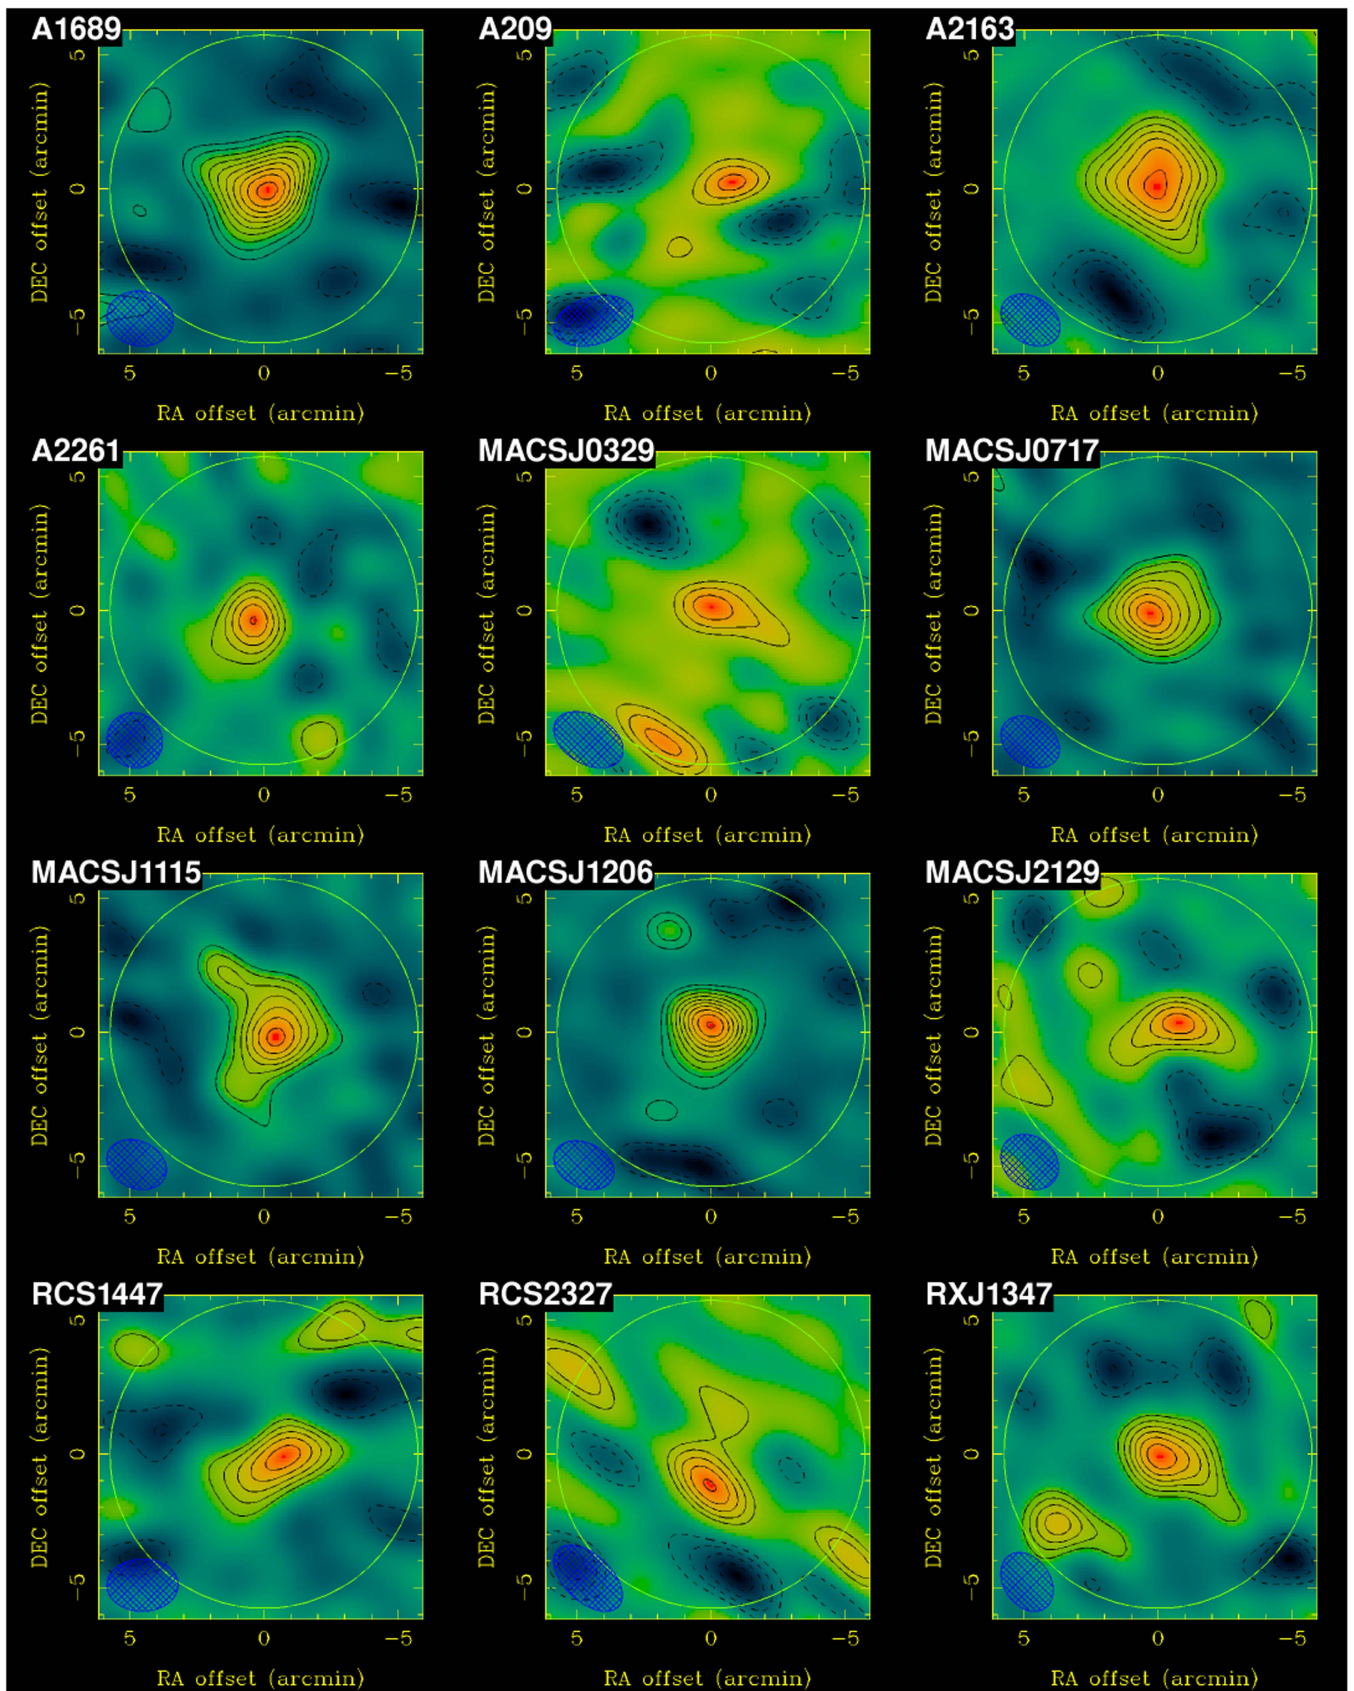 A1689 A209 A2163
5 5 5
DEC offset (arcmin) DEC offset (arcmin) DEC offset (arcmin)
0 0 0
−5 −5 −5
5 0 −5 5 0 −5 5 0 −5
RA offset (arcmin) RA offset (arcmin) RA offset (arcmin)
A2261 MACSJ0329 MACSJ0717
5 5 5
DEC offset (arcmin) DEC offset (arcmin) DEC offset (arcmin)
0 0 0
−5 −5 −5
5 0 −5 5 0 −5 5 0 −5
RA offset (arcmin) RA offset (arcmin) RA offset (arcmin)
MACSJ1115 MACSJ1206 MACSJ2129
5 5 5
DEC offset (arcmin) DEC offset (arcmin) DEC offset (arcmin)
0 0 0
−5 −5 −5
5 0 −5 5 0 −5 5 0 −5
RA offset (arcmin) RA offset (arcmin) RA offset (arcmin)
RCS1447 RCS2327 RXJ1347
5 5 5
DEC offset (arcmin) DEC offset (arcmin) DEC offset (arcmin)
0 0 0
−5 −5 −5
5 0 −5 5 0 −5 5 0 −5
RA offset (arcmin) RA offset (arcmin) RA offset (arcmin)